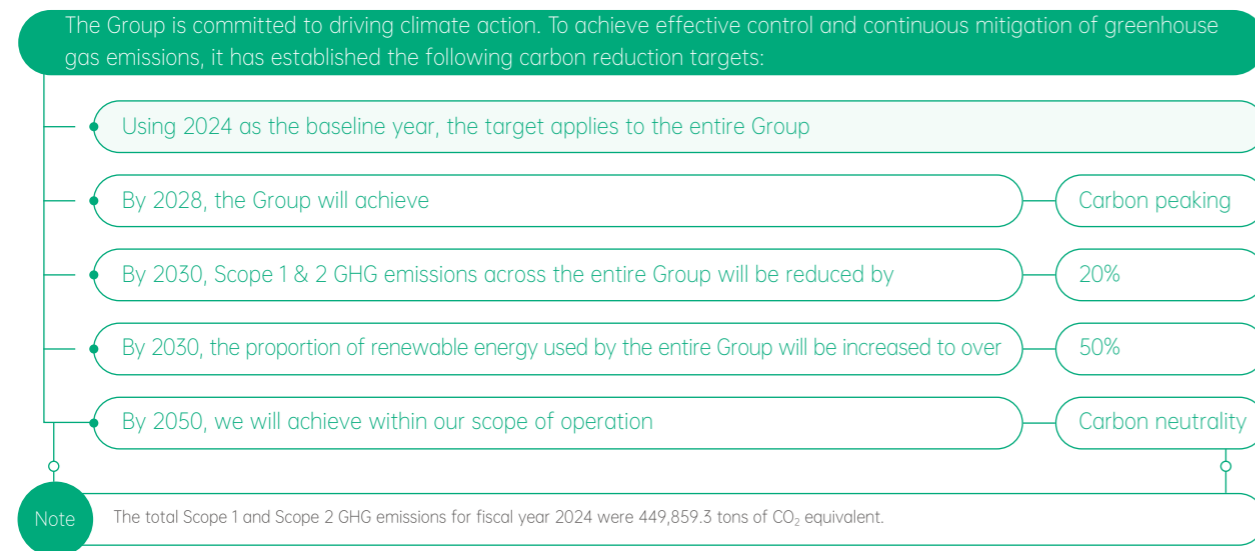 The Group is committed to driving climate action. To achieve effective control and continuous mitigation of greenhouse
gas emissions, it has established the following carbon reduction targets:
Using 2024 as the baseline year, the target applies to the entire Group
By 2028, the Group will achieve
Carbon peaking
By 2030, Scope 1 & 2 GHG emissions across the entire Group will be reduced by
20%
By 2030, the proportion of renewable energy used by the entire Group will be increased to over
50%
By 2050, we will achieve within our scope of operation
Carbon neutrality
Note
The total Scope 1 and Scope 2 GHG emissions for fiscal year 2024 were 449,859.3 tons of CO₂ equivalent.